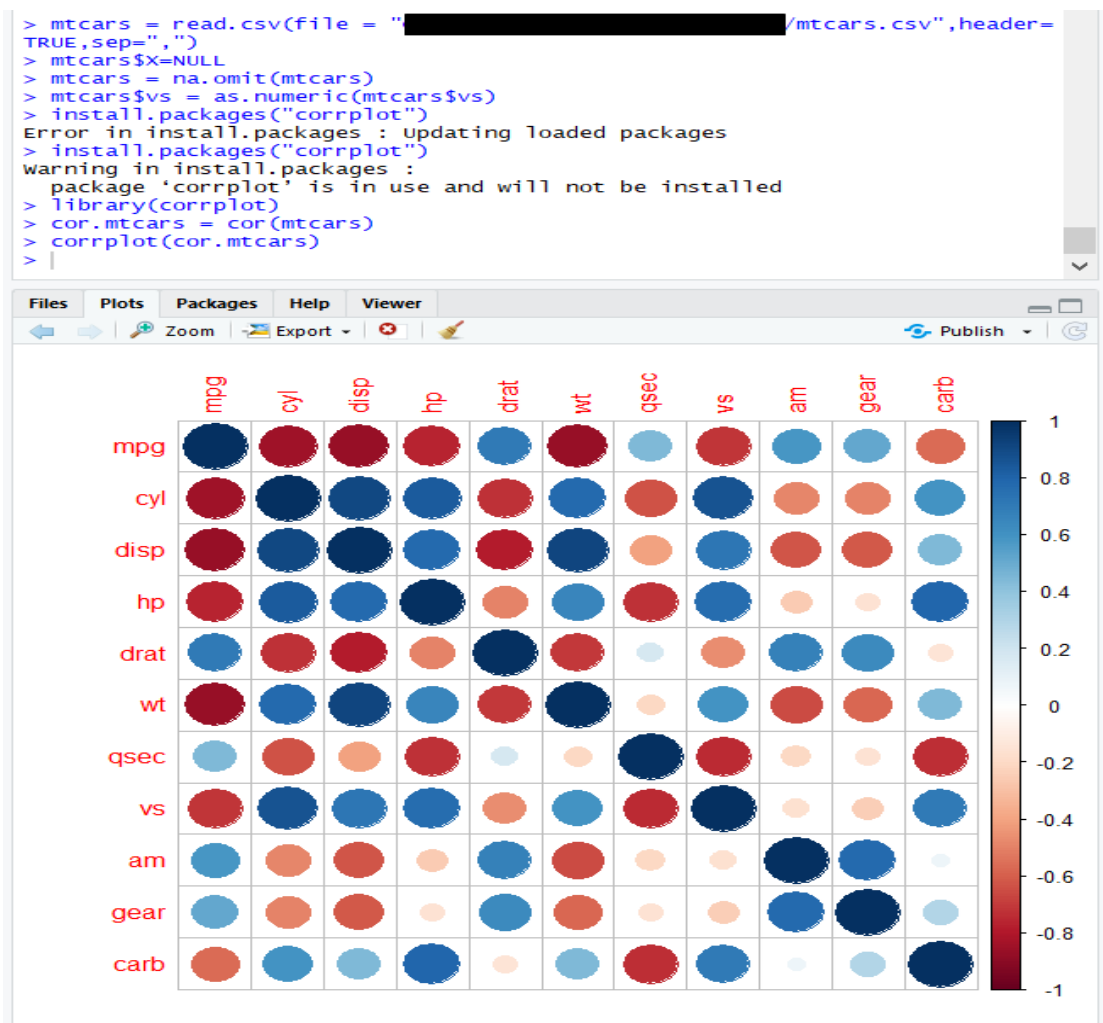 > mtcars = read.csv(file = " /mtcars.csv",header=
TRUE,sep=",")
> mtcars$X=NULL
> mtcars = na.omit(mtcars)
> mtcars$vs = as.numeric(mtcars$vs)
> install.packages("corrplot")
Error in install.packages : Updating loaded packages
> install.packages("corrplot")
Warning in install.packages :
package ‘corrplot’ is in use and will not be installed
> library(corrplot)
> cor.mtcars = cor(mtcars)
> corrplot(cor.mtcars)
>
Files Plots Packages Help Viewer
Zoom Export Publish
mpg cyl disp hp drat wt qsec vs am gear carb
mpg
cyl
disp
hp
drat
wt
qsec
vs
am
gear
carb
1
0.8
0.6
0.4
0.2
0
-0.2
-0.4
-0.6
-0.8
-1